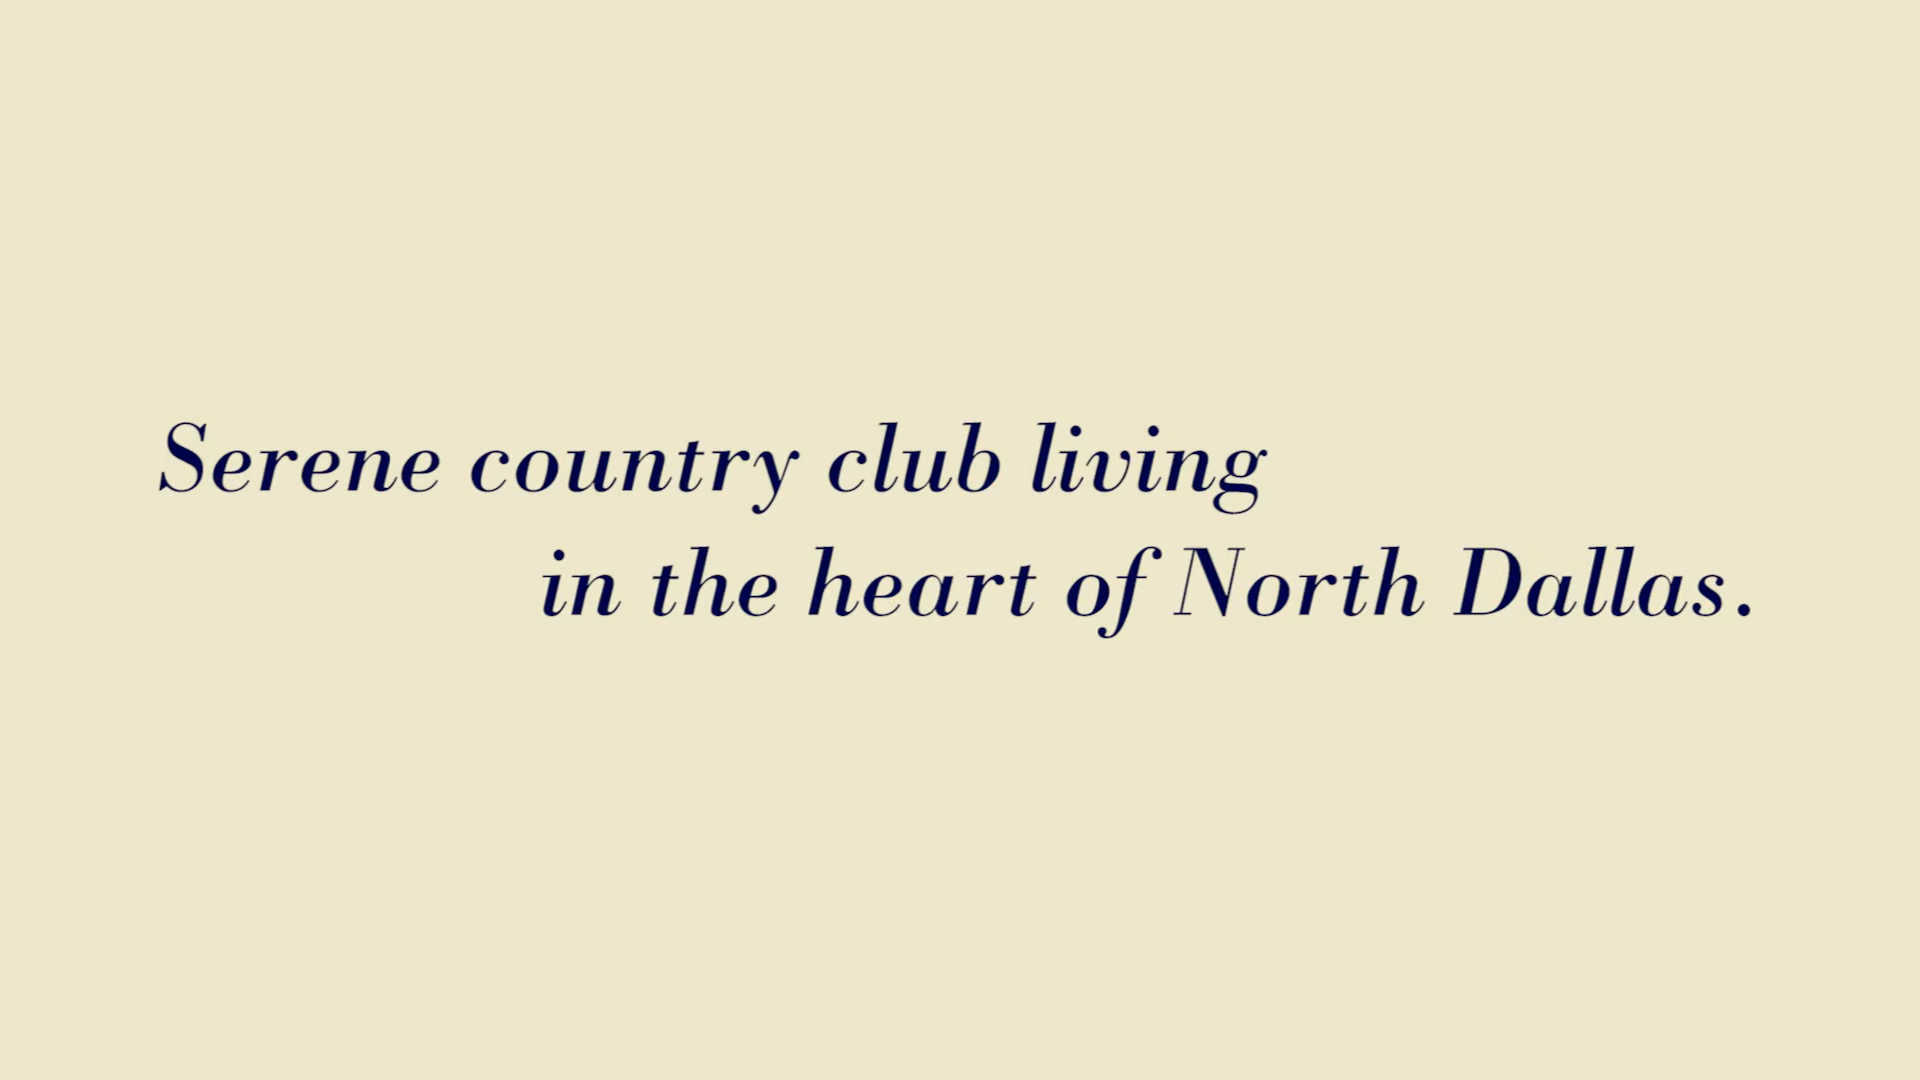 Serene country club living
in the heart of North Dallas.